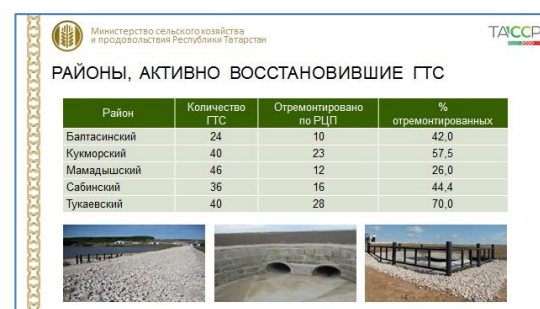 Министерство сельского хозяйства
и продовольствия Республики Татарстан
ТАССР
РАЙОНЫ, АКТИВНО ВОССТАНОВИВШИЕ ГТС
Район Количество ГТС Отремонтировано по РЦП % отремонтированных
Балтасинский 24 10 42,0
Кукморский 40 23 57,5
Мамадышский 46 12 26,0
Сабинский 36 16 44,4
Тукаевский 40 28 70,0